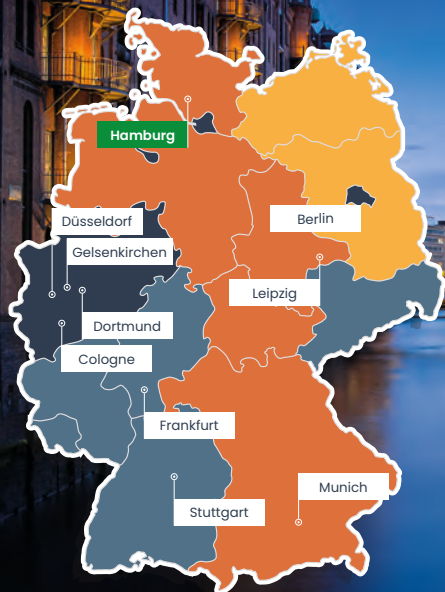 Hamburg
Düsseldorf
Berlin
Gelsenkirchen
Leipzig
Dortmund
Cologne
Frankfurt
Munich
Stuttgart